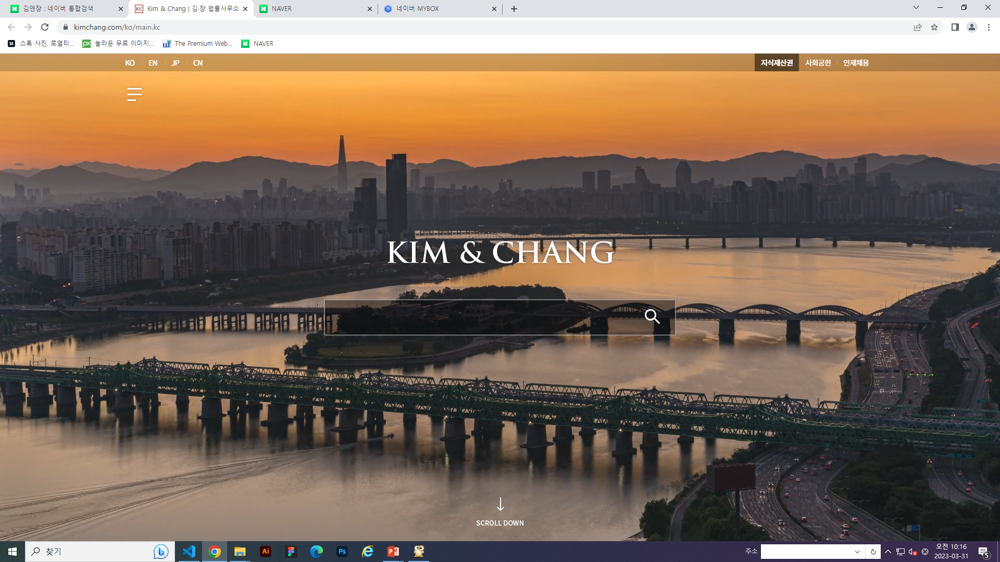 김앤장 : 네이버 통합검색
Kim & Chang | 김·장 법률사무소
NAVER
네이버 MYBOX
kimchang.com/ko/main.kc
스톡 사진, 로열티...
놀라운 무료 이미지...
The Premium Web...
NAVER
KO
EN
JP
CN
지식재산권
사회공헌
인재채용
KIM & CHANG
SCROLL DOWN
찾기
주소
오전 10:16
2023-03-31
5